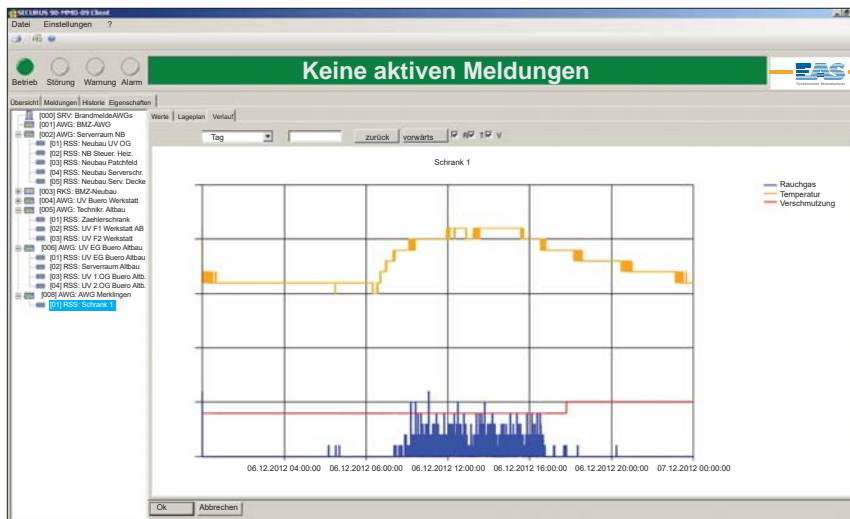 SECURUS 90-MMO-09 Client
Datei Einstellungen ?
Betrieb Störung Warnung Alarm
Keine aktiven Meldungen
EAS
Technischer Brandschutz
Übersicht Meldungen Historie Eigenschaften
Werte Lageplan Verlauf
[000] SRV: BrandmeldeAWGs
[001] AWG: BMZ-AWG
[002] AWG: Serverraum NB
[01] RSS: Neubau UV OG
[02] RSS: NB Steuer. Heiz.
[03] RSS: Neubau Patchfeld
[04] RSS: Neubau Serverschr.
[05] RSS: Neubau Serv. Decke
[003] RKS: BMZ-Neubau
[004] AWG: UV Buero Werkstatt
[005] AWG: Technikr. Altbau
[01] RSS: Zaehlerschrank
[02] RSS: UV F1 Werkstatt AB
[03] RSS: UV F2 Werkstatt
[006] AWG: UV EG Buero Altbau
[01] RSS: UV EG Buero Altbau
[02] RSS: Serverraum Altbau
[03] RSS: UV 1.OG Buero Altb.
[04] RSS: UV 2.OG Buero Altb.
[008] AWG: AWG Merklingen
[01] RSS: Schrank 1
Tag zurück vorwärts R T V
Schrank 1
Rauchgas
Temperatur
Verschmutzung
06.12.2012 04:00:00 06.12.2012 06:00:00 06.12.2012 12:00:00 06.12.2012 16:00:00 06.12.2012 20:00:00 07.12.2012 00:00:00
Ok Abbrechen